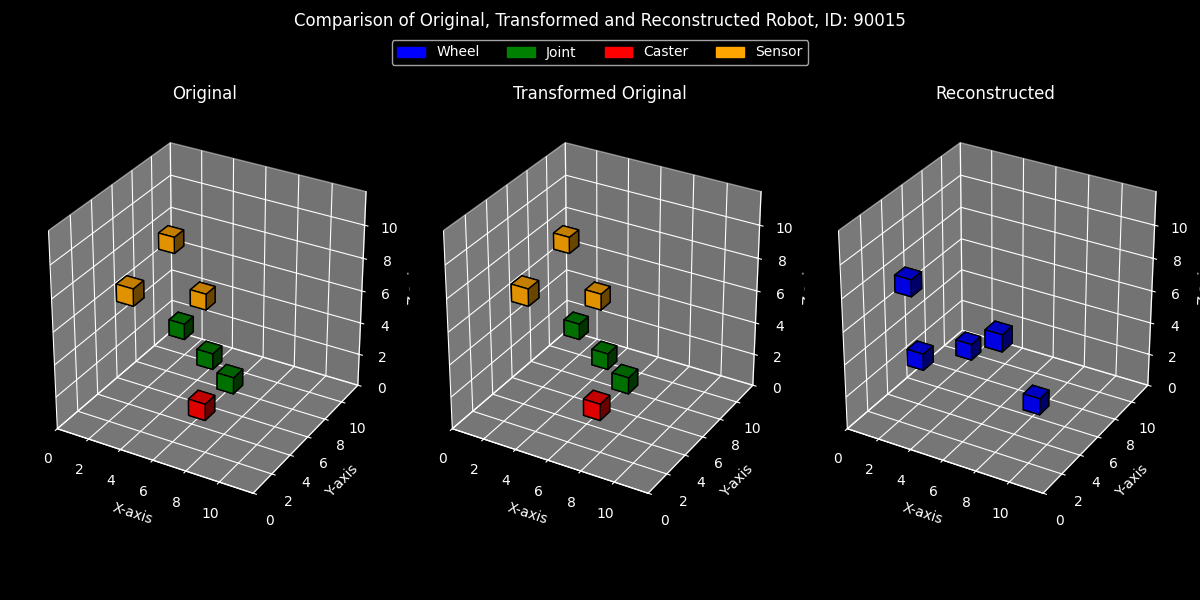 Comparison of Original, Transformed and Reconstructed Robot, ID: 90015
Wheel Joint Caster Sensor
Original Transformed Original Reconstructed
10 10 10
8 8 8
6 6 6
4 4 4
2 2 2
0 0 0
0 2 4 6 8 10 0 2 4 6 8 10 0 2 4 6 8 10
0 2 4 6 8 10 0 2 4 6 8 10 0 2 4 6 8 10
X-axis Y-axis X-axis Y-axis X-axis Y-axis